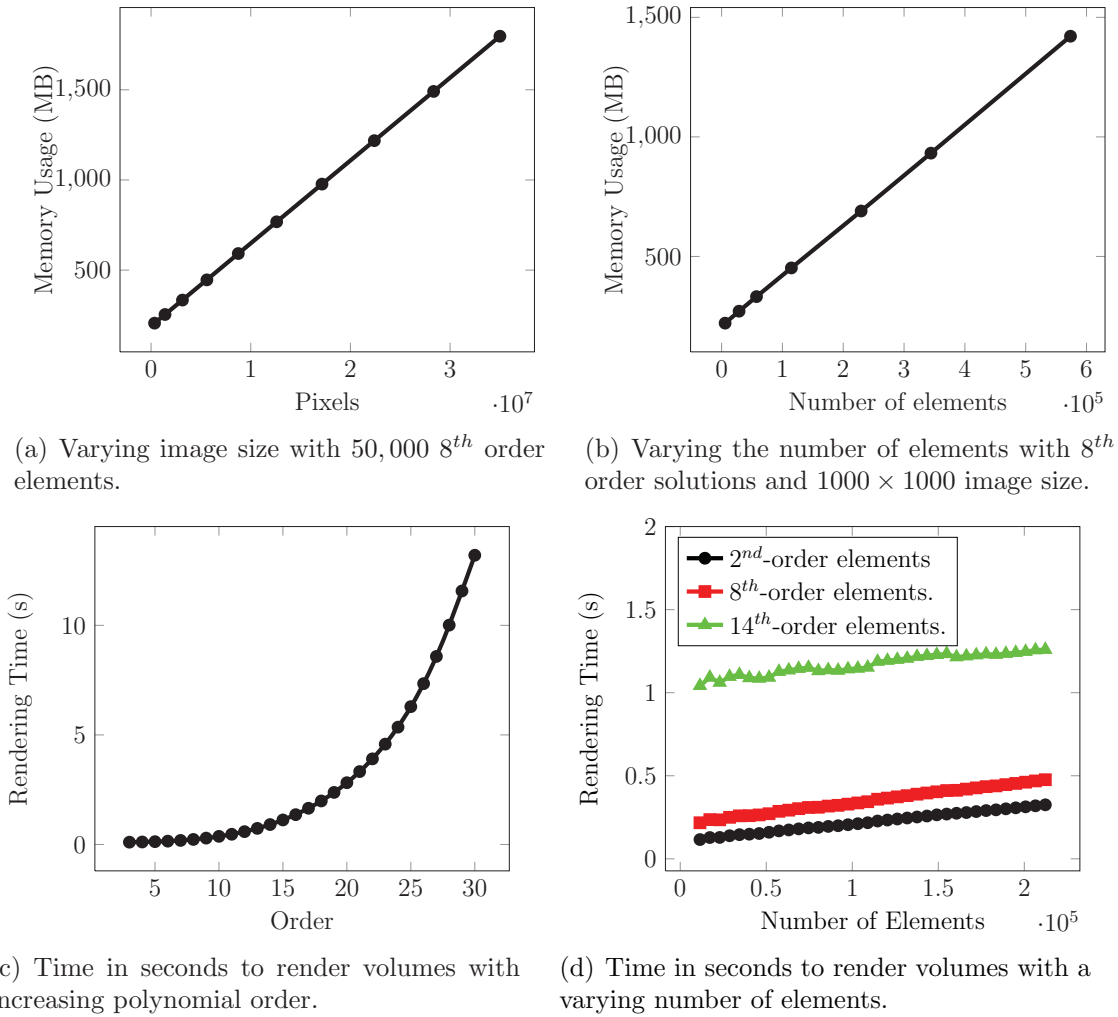 1,500
1,000
500
Memory Usage (MB)
0 1 2 3
Pixels
·10^7
(a) Varying image size with 50,000 8^th order
elements.
1,500
1,000
500
Memory Usage (MB)
0 1 2 3 4 5 6
Number of elements
·10^5
(b) Varying the number of elements with 8^th
order solutions and 1000 × 1000 image size.
10
5
0
Rendering Time (s)
5 10 15 20 25 30
Order
c) Time in seconds to render volumes with
ncreasing polynomial order.
2
1.5
1
0.5
0
Rendering Time (s)
2^nd-order elements
8^th-order elements.
14^th-order elements.
0 0.5 1 1.5 2
Number of Elements
·10^5
(d) Time in seconds to render volumes with a
varying number of elements.